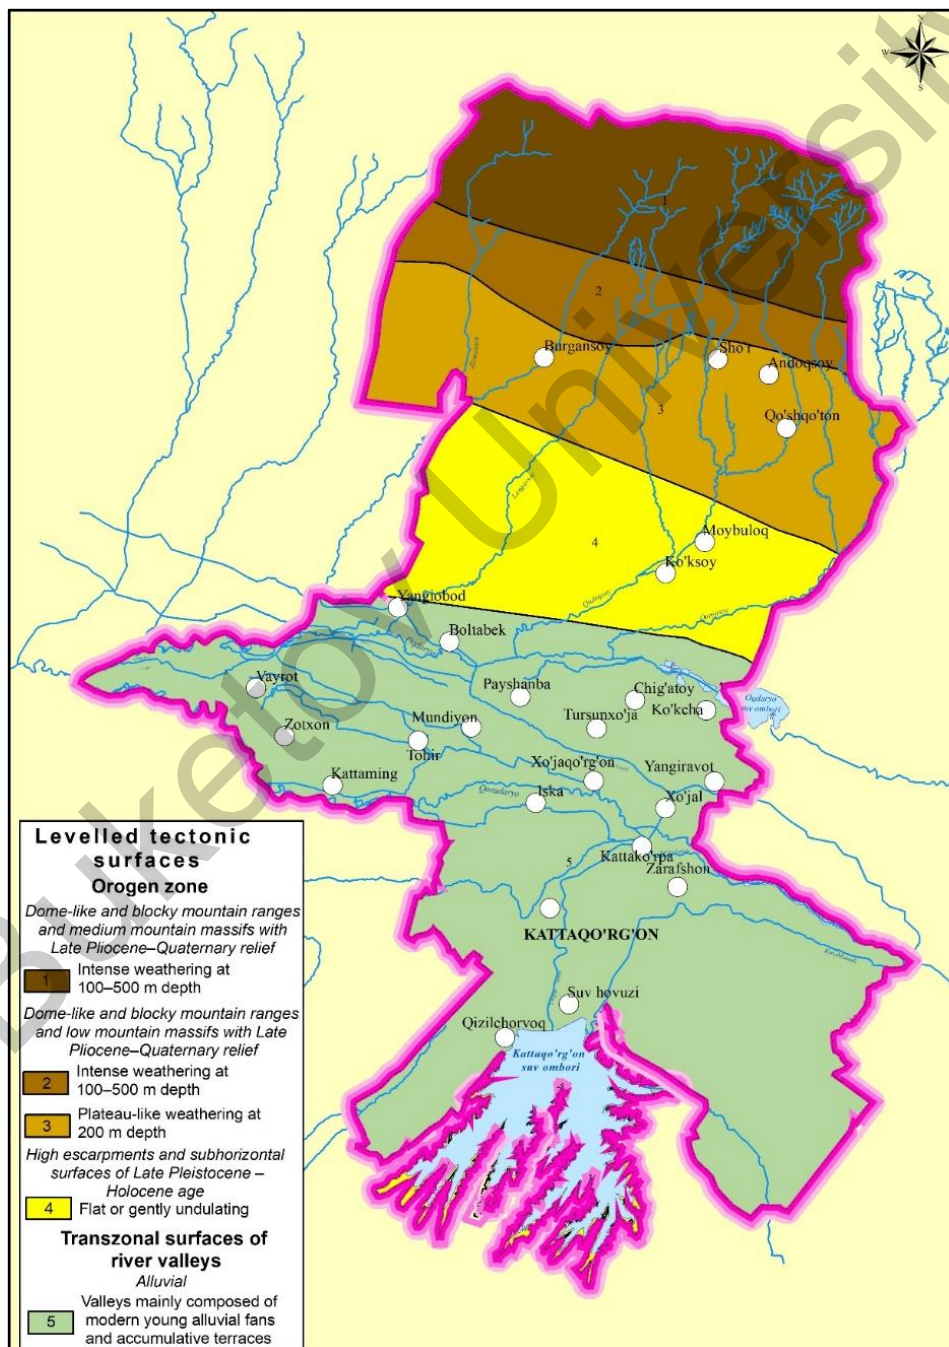 N
W
S
1
2
Burgansoy
Sho'r
Andoqsoy
3
Qo'shqo'ton
Moybuloq
4
Ko'ksoy
Yangiobod
Boltabek
Vayrot
Payshanba
Chig'atoy
Ko'kcha
Oqdaryo
suv ombori
Zotxon
Mundiyon
Tursunxo'ja
Tohir
Xo'jaqo'rg'on
Yangiravot
Kattaming
Qoradaryo
Iska
Xo'jal
Kattako'rpa
5
Zarafshon
KATTAQO'RG'ON
Suv hovuzi
Qizilchorvoq
Kattaqo'rg'on
suv ombori
Levelled tectonic
surfaces
Orogen zone
Dome-like and blocky mountain ranges
and medium mountain massifs with
Late Pliocene–Quaternary relief
1 Intense weathering at
100–500 m depth
Dome-like and blocky mountain ranges
and low mountain massifs with Late
Pliocene–Quaternary relief
2 Intense weathering at
100–500 m depth
3 Plateau-like weathering at
200 m depth
High escarpments and subhorizontal
surfaces of Late Pleistocene –
Holocene age
4 Flat or gently undulating
Transzonal surfaces of
river valleys
Alluvial
5 Valleys mainly composed of
modern young alluvial fans
and accumulative terraces
Buketov University